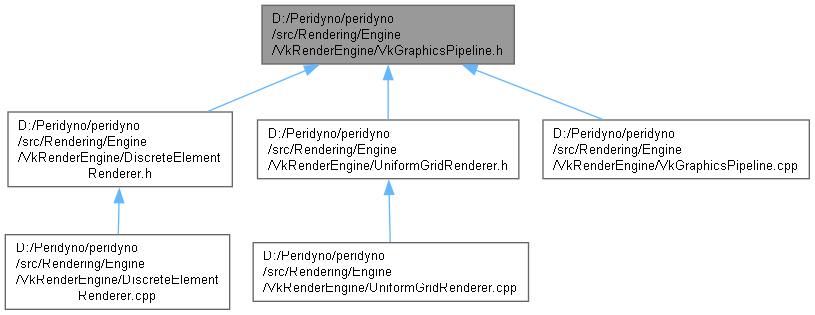 D:/Peridyno/peridyno
/src/Rendering/Engine
/VkRenderEngine/VkGraphicsPipeline.h
D:/Peridyno/peridyno
/src/Rendering/Engine
/VkRenderEngine/DiscreteElement
Renderer.h
D:/Peridyno/peridyno
/src/Rendering/Engine
/VkRenderEngine/UniformGridRenderer.h
D:/Peridyno/peridyno
/src/Rendering/Engine
/VkRenderEngine/VkGraphicsPipeline.cpp
D:/Peridyno/peridyno
/src/Rendering/Engine
/VkRenderEngine/DiscreteElement
Renderer.cpp
D:/Peridyno/peridyno
/src/Rendering/Engine
/VkRenderEngine/UniformGridRenderer.cpp